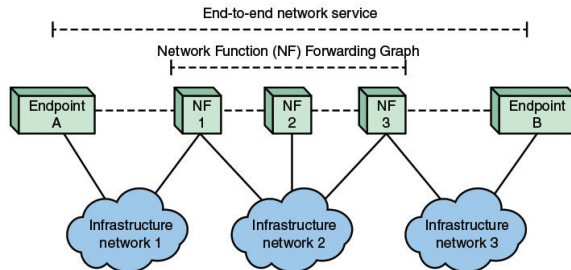 End-to-end network service
Network Function (NF) Forwarding Graph
Endpoint
A
NF
1
NF
2
NF
3
Endpoint
B
Infrastructure
network 1
Infrastructure
network 2
Infrastructure
network 3